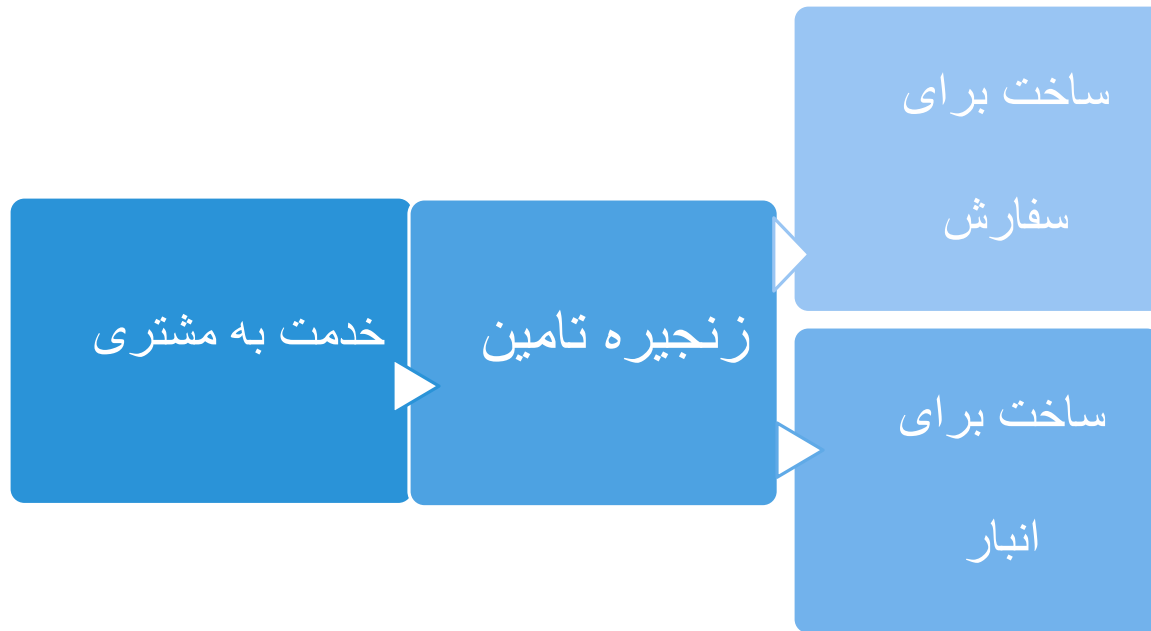 خدمت به مشتری
زنجیره تامین
ساخت برای
سفارش
ساخت برای
انبار